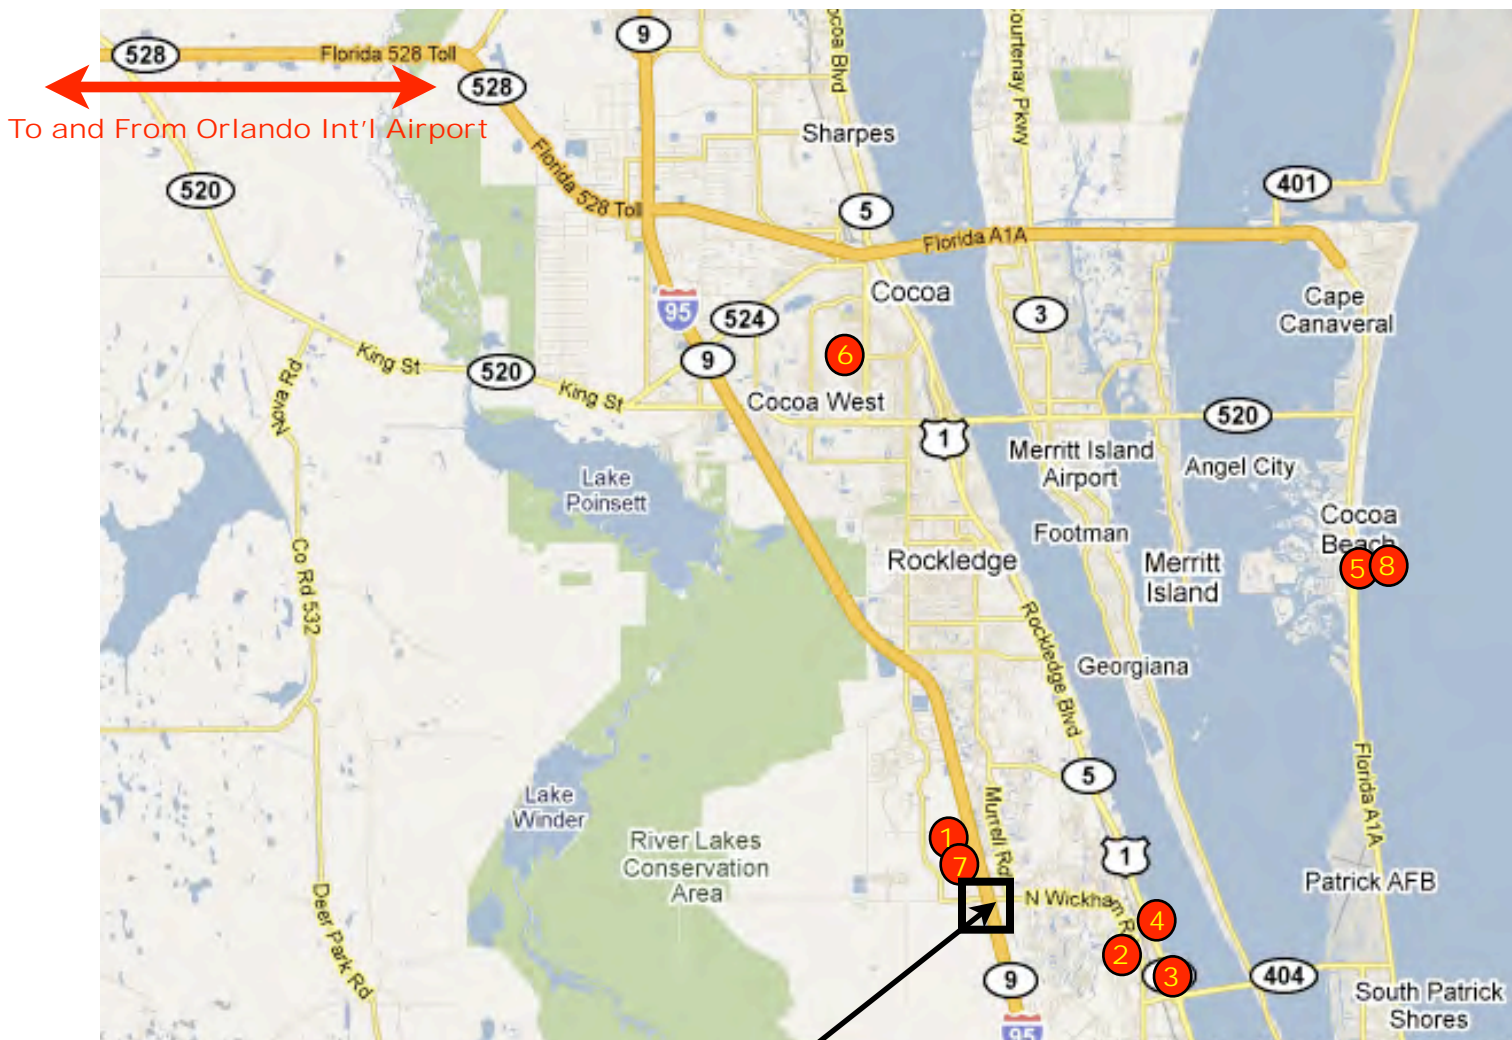 528
Florida 528 Toll
9
Cocoa Blvd
Courtenay Pkwy
528
To and From Orlando Int'l Airport
Sharpes
Florida 528 Toll
520
401
5
Florida A1A
Cocoa
Cape
Canaveral
95
524
3
6
9
King St
520
King St
Nova Rd
Cocoa West
520
1
Merritt Island
Airport
Angel City
Lake
Poinsett
Cocoa
Beach
Footman
Rockledge
Merritt
Island
5
8
Co Rd 532
Rockledge Blvd
Georgiana
Florida A1A
5
Lake
Winder
Murrell Rd
1
7
1
River Lakes
Conservation
Area
Patrick AFB
N Wickham R
4
2
3
9
404
Deer Park Rd
South Patrick
Shores
95